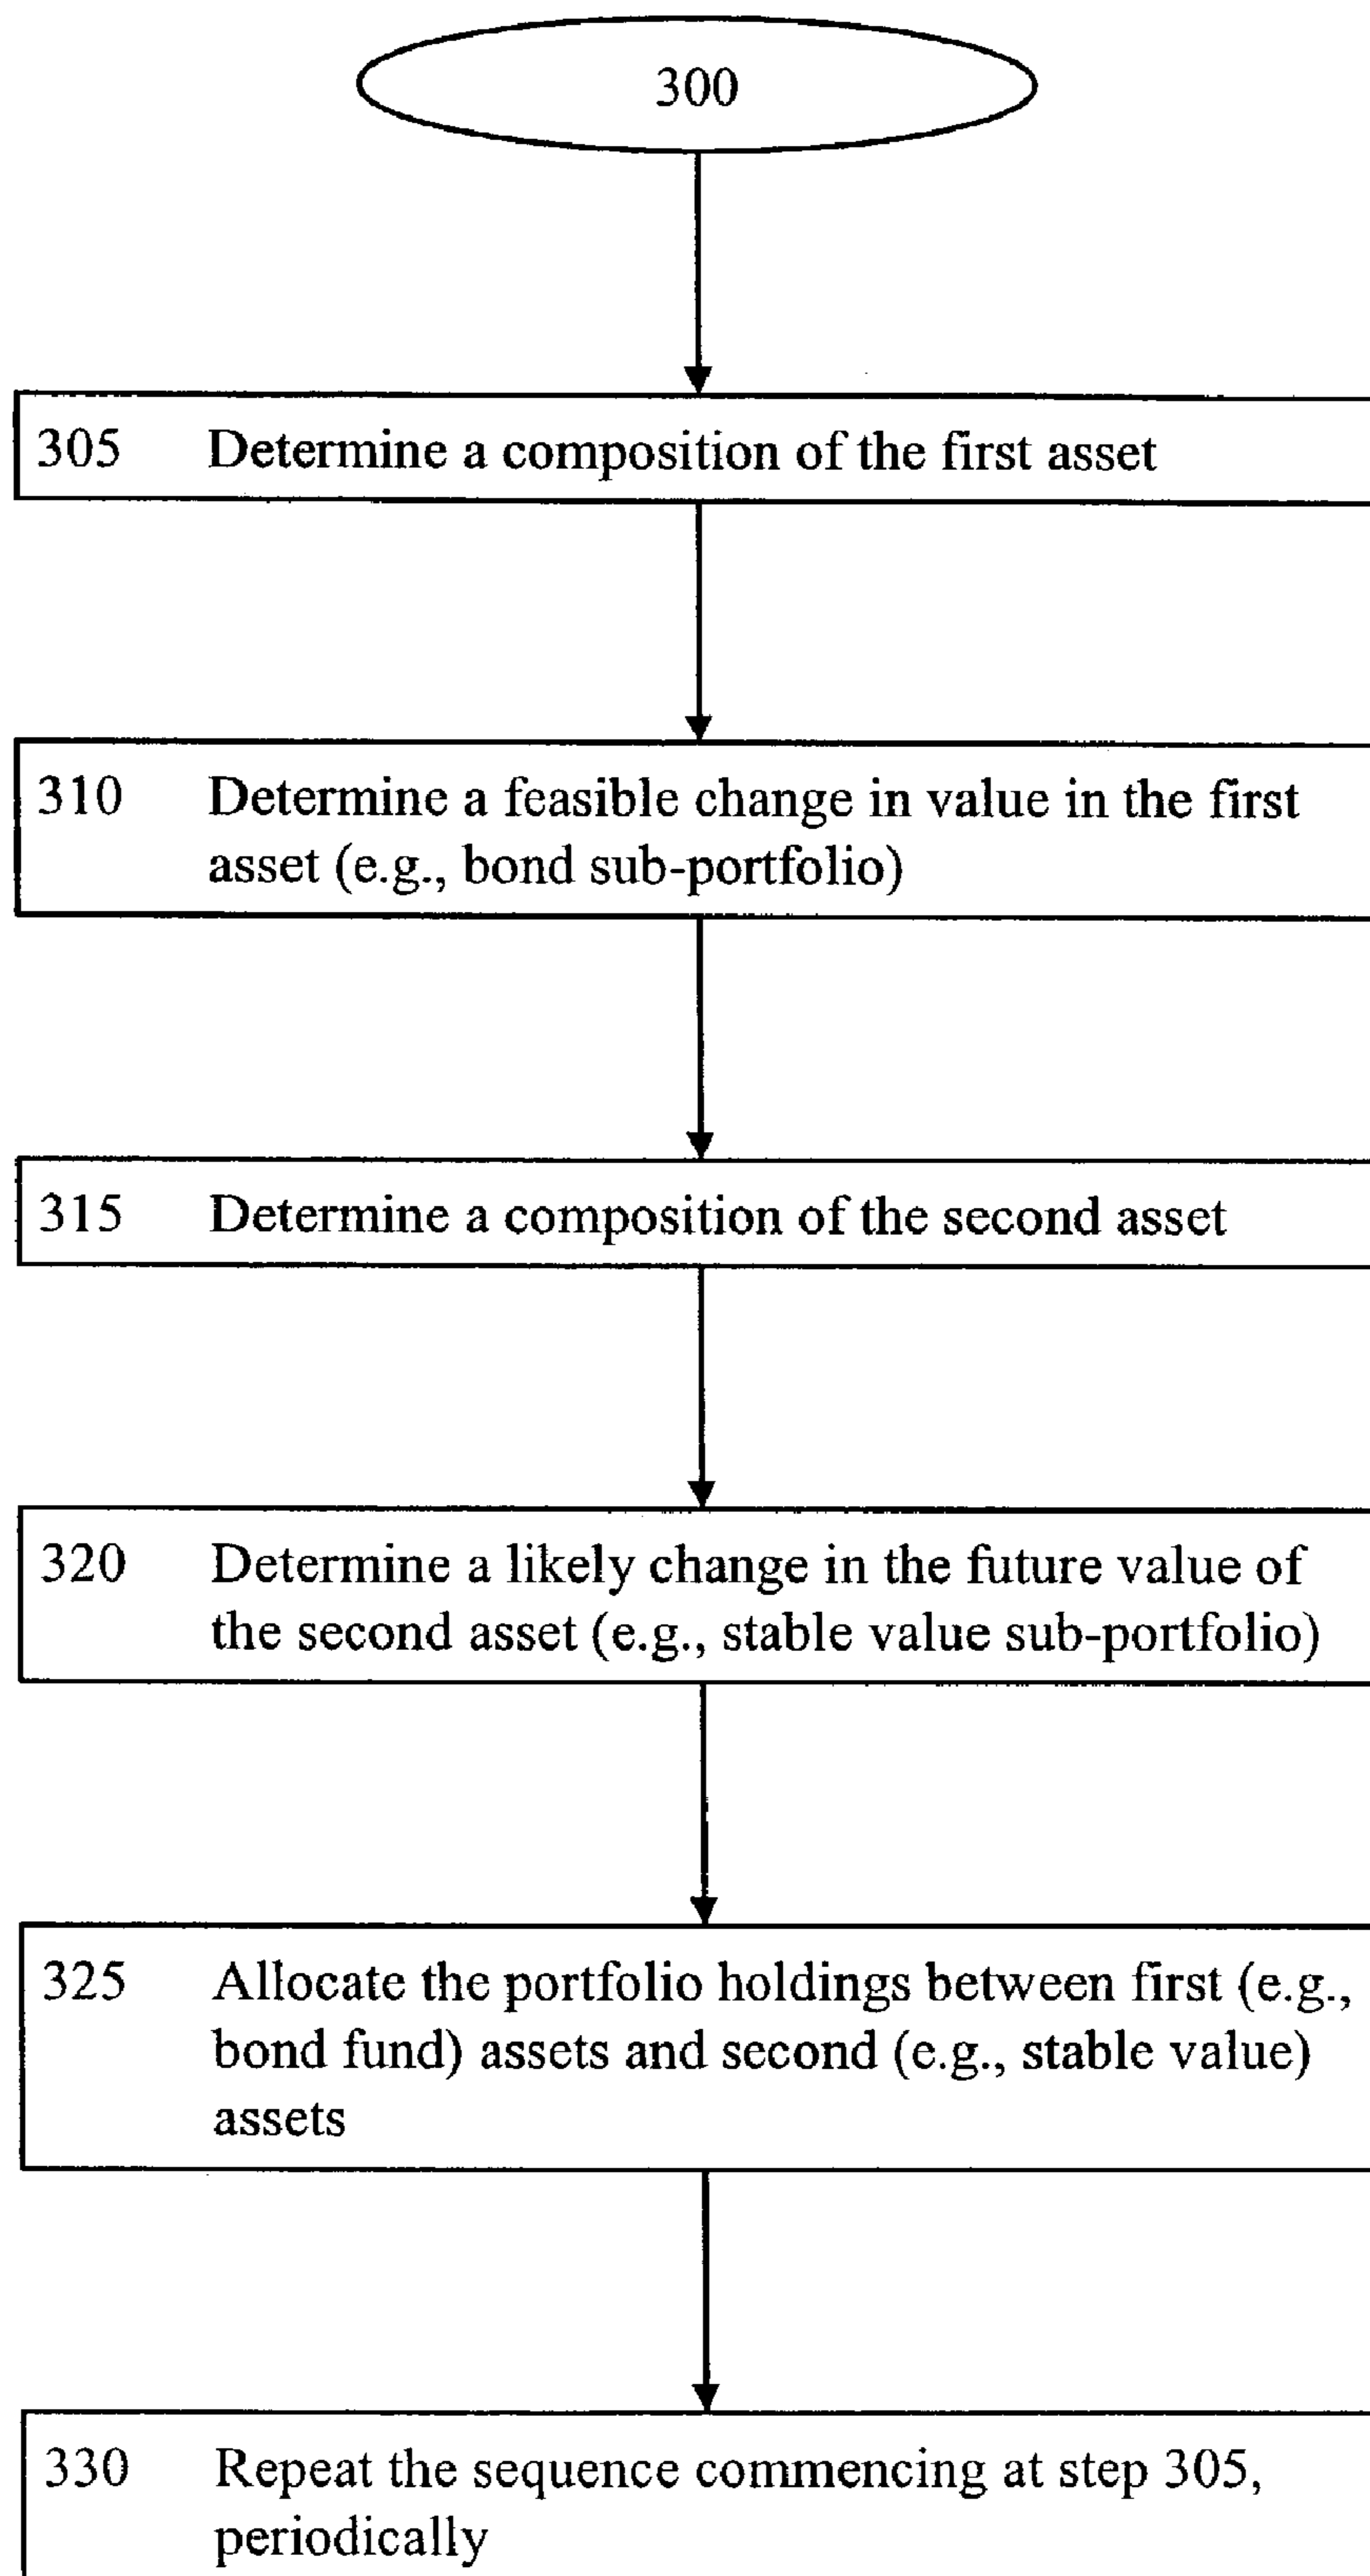 300
305 Determine a composition of the first asset
310 Determine a feasible change in value in the first
asset (e.g., bond sub-portfolio)
315 Determine a composition of the second asset
320 Determine a likely change in the future value of
the second asset (e.g., stable value sub-portfolio)
325 Allocate the portfolio holdings between first (e.g.,
bond fund) assets and second (e.g., stable value)
assets
330 Repeat the sequence commencing at step 305,
periodically